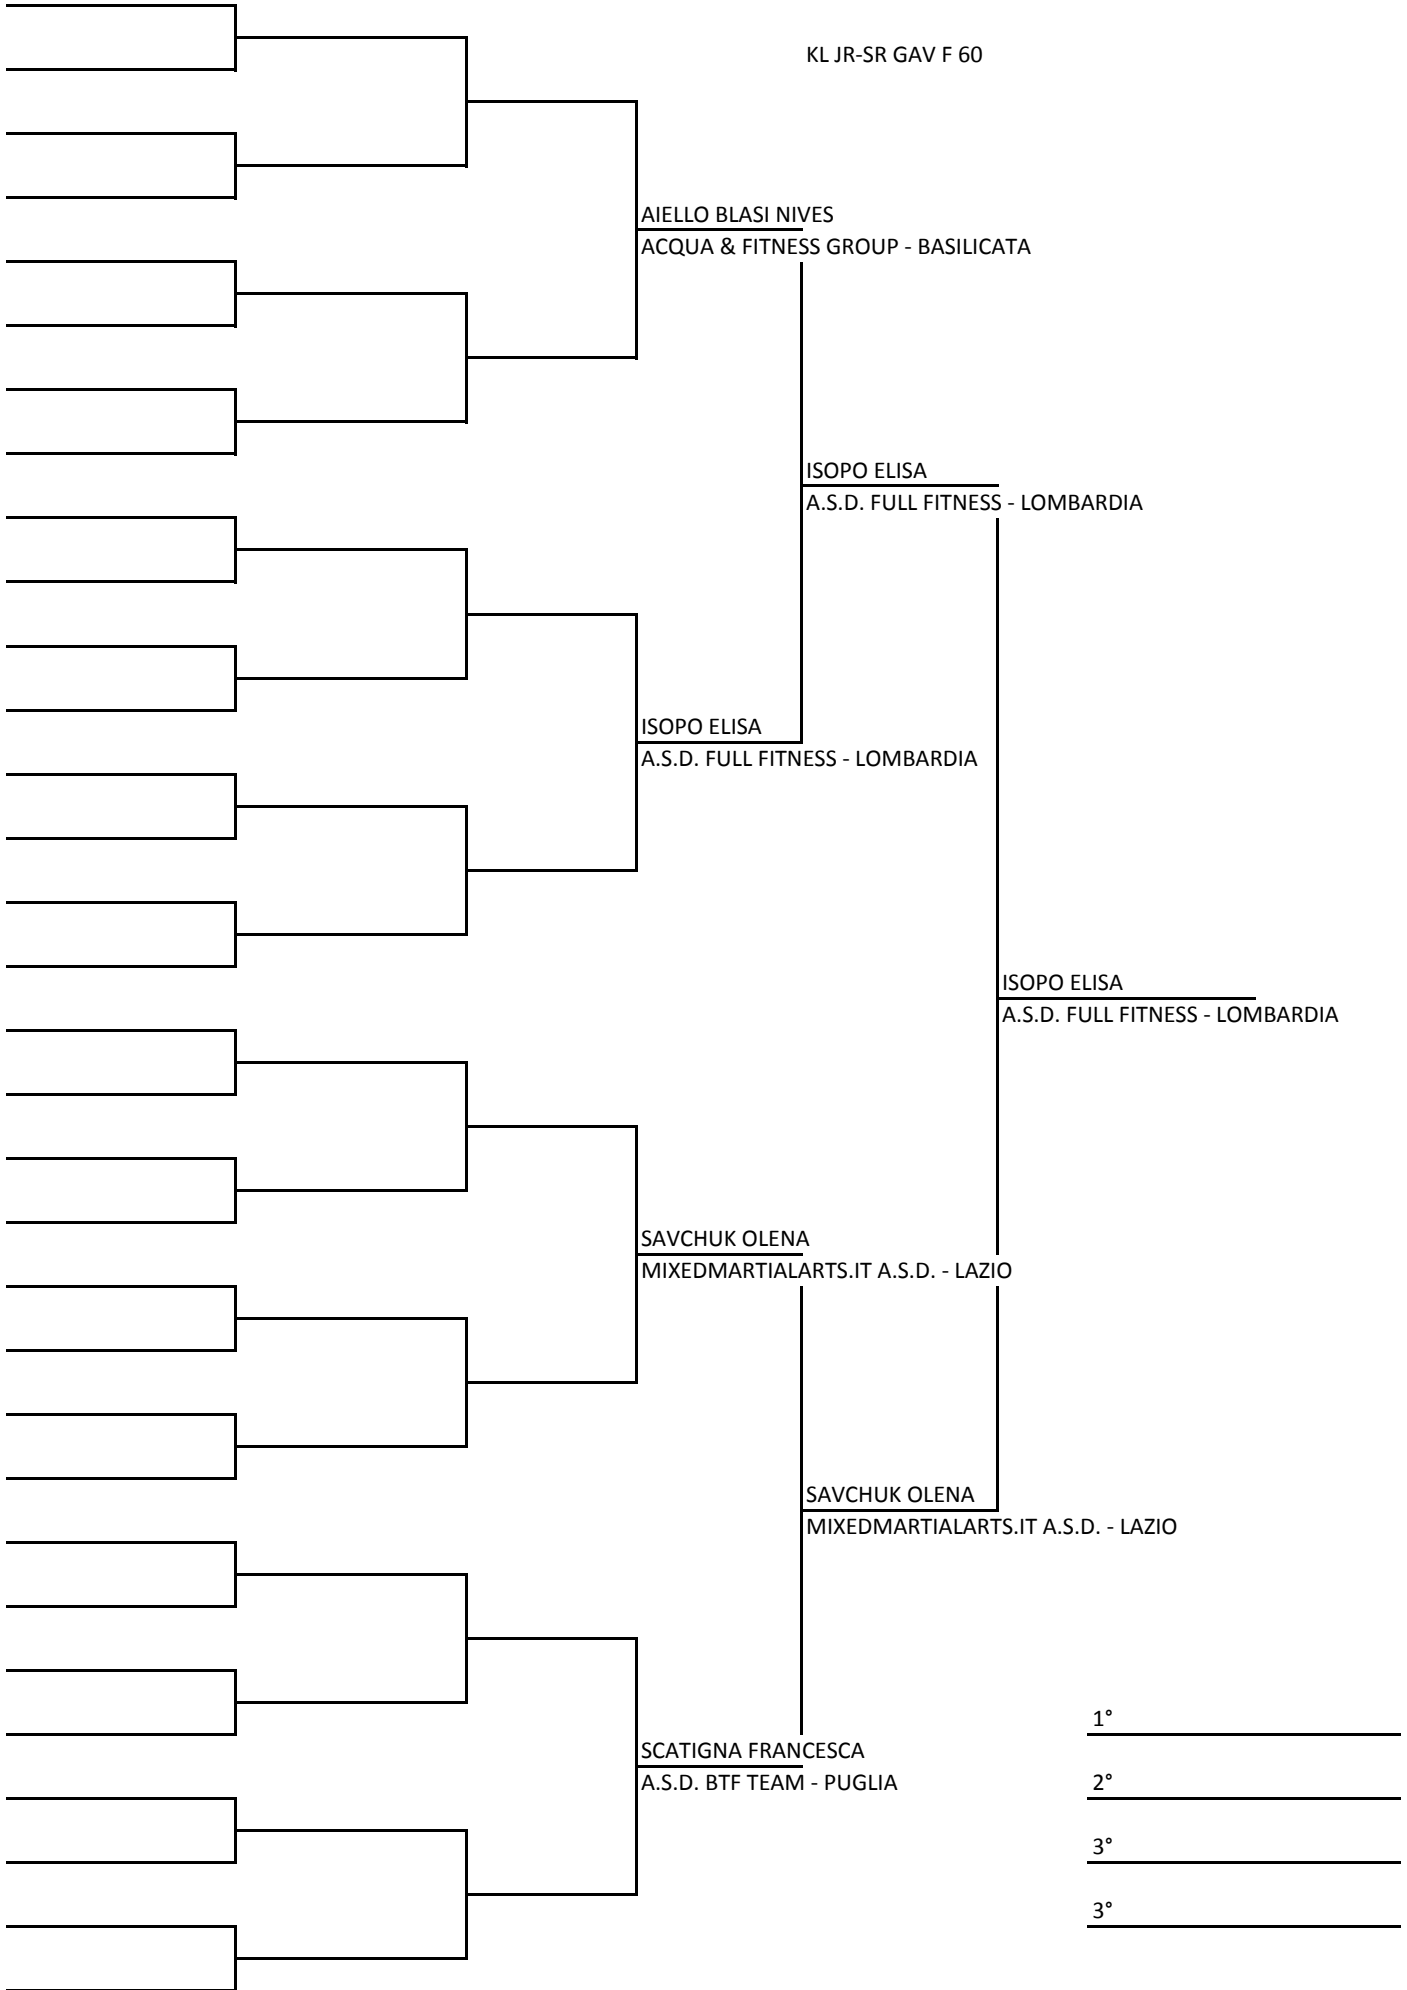 KL JR-SR GAV F 60
AIELLO BLASI NIVES
ACQUA & FITNESS GROUP - BASILICATA
ISOPO ELISA
A.S.D. FULL FITNESS - LOMBARDIA
ISOPO ELISA
A.S.D. FULL FITNESS - LOMBARDIA
ISOPO ELISA
A.S.D. FULL FITNESS - LOMBARDIA
SAVCHUK OLENA
MIXEDMARTIALARTS.IT A.S.D. - LAZIO
SAVCHUK OLENA
MIXEDMARTIALARTS.IT A.S.D. - LAZIO
1°
SCATIGNA FRANCESCA
A.S.D. BTF TEAM - PUGLIA
2°
3°
3°